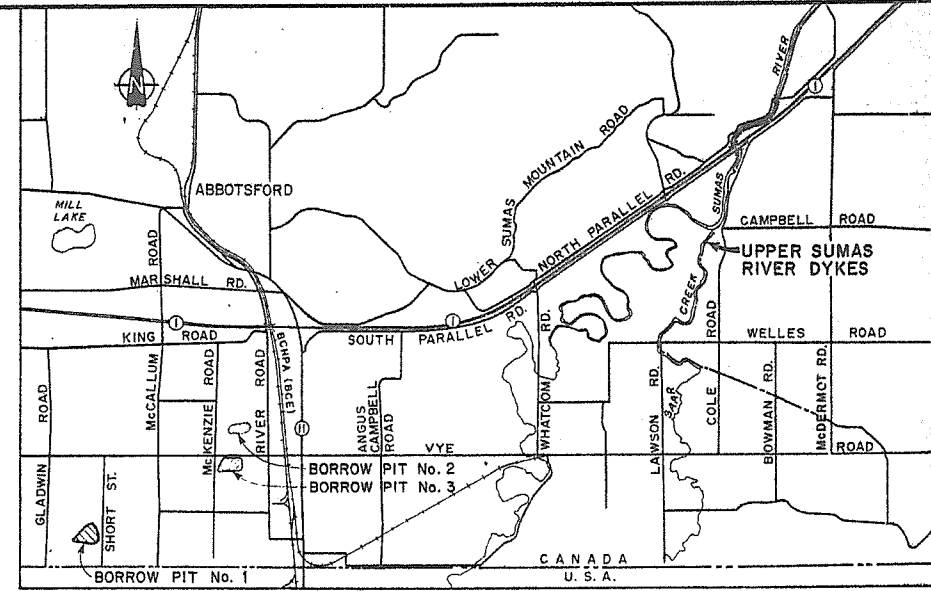 N
RIVER
1
ABBOTSFORD
MILL
LAKE
ROAD
LOWER SUMAS MOUNTAIN ROAD
NORTH PARALLEL RD.
SUMAS
CAMPBELL ROAD
UPPER SUMAS
RIVER DYKES
MARSHALL RD.
CREEK
1
1
KING ROAD
SOUTH PARALLEL RD.
WELLES ROAD
ROAD
McCALLUM
McKENZIE ROAD
RIVER ROAD
BCHPA (BCE)
11
ANGUS
CAMPBELL
ROAD
WHATCOM RD.
LAWSON RD.
SAAR
COLE ROAD
BOWMAN RD.
McDERMOT RD.
GLADWIN ROAD
SHORT ST.
VYE ROAD
BORROW PIT No. 2
BORROW PIT No. 3
BORROW PIT No. 1
CANADA
U.S.A.